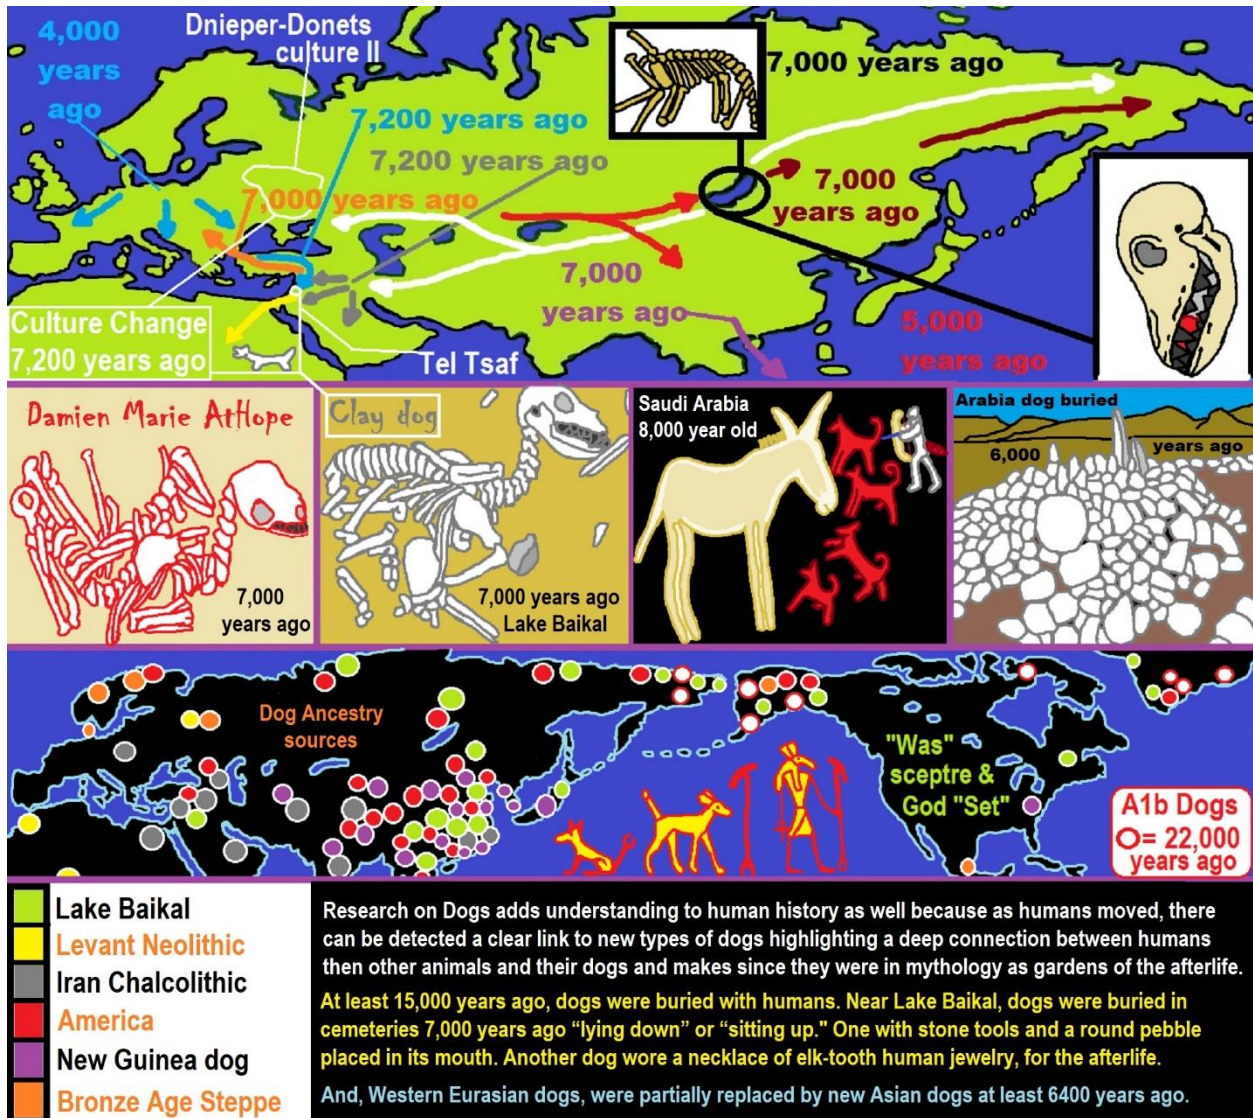 4,000
years
ago
Dnieper-Donets
culture II
7,200 years ago
7,200 years ago
7,000 years ago
7,000 years ago
7,000
years ago
7,000
years ago
5,000
years ago
Culture Change
7,200 years ago
Tel Tsaf
Damien Marie AtHope
7,000
years ago
Clay dog
7,000 years ago
Lake Baikal
Saudi Arabia
8,000 year old
Arabia dog buried
6,000
years ago
Dog Ancestry
sources
"Was"
sceptre &
God "Set"
A1b Dogs
O= 22,000
years ago
Lake Baikal
Levant Neolithic
Iran Chalcolithic
America
New Guinea dog
Bronze Age Steppe
Research on Dogs adds understanding to human history as well because as humans moved, there
can be detected a clear link to new types of dogs highlighting a deep connection between humans
then other animals and their dogs and makes since they were in mythology as gardens of the afterlife.
At least 15,000 years ago, dogs were buried with humans. Near Lake Baikal, dogs were buried in
cemeteries 7,000 years ago “lying down” or “sitting up." One with stone tools and a round pebble
placed in its mouth. Another dog wore a necklace of elk-tooth human jewelry, for the afterlife.
And, Western Eurasian dogs, were partially replaced by new Asian dogs at least 6400 years ago.